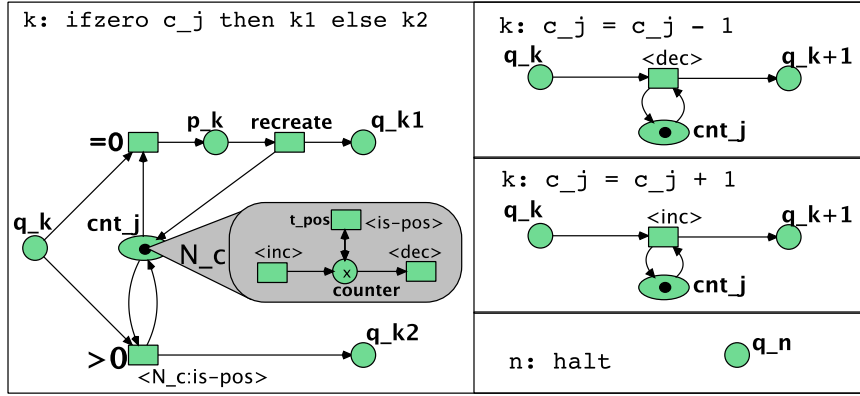 k: ifzero c_j then k1 else k2
p_k
recreate
q_k1
=0
q_k
cnt_j
N_c
t_pos
<is-pos>
<inc>
<dec>
x
counter
>0
q_k2
<N_c:is-pos>
k: c_j = c_j - 1
q_k
<dec>
q_k+1
cnt_j
k: c_j = c_j + 1
q_k
<inc>
q_k+1
cnt_j
n: halt
q_n